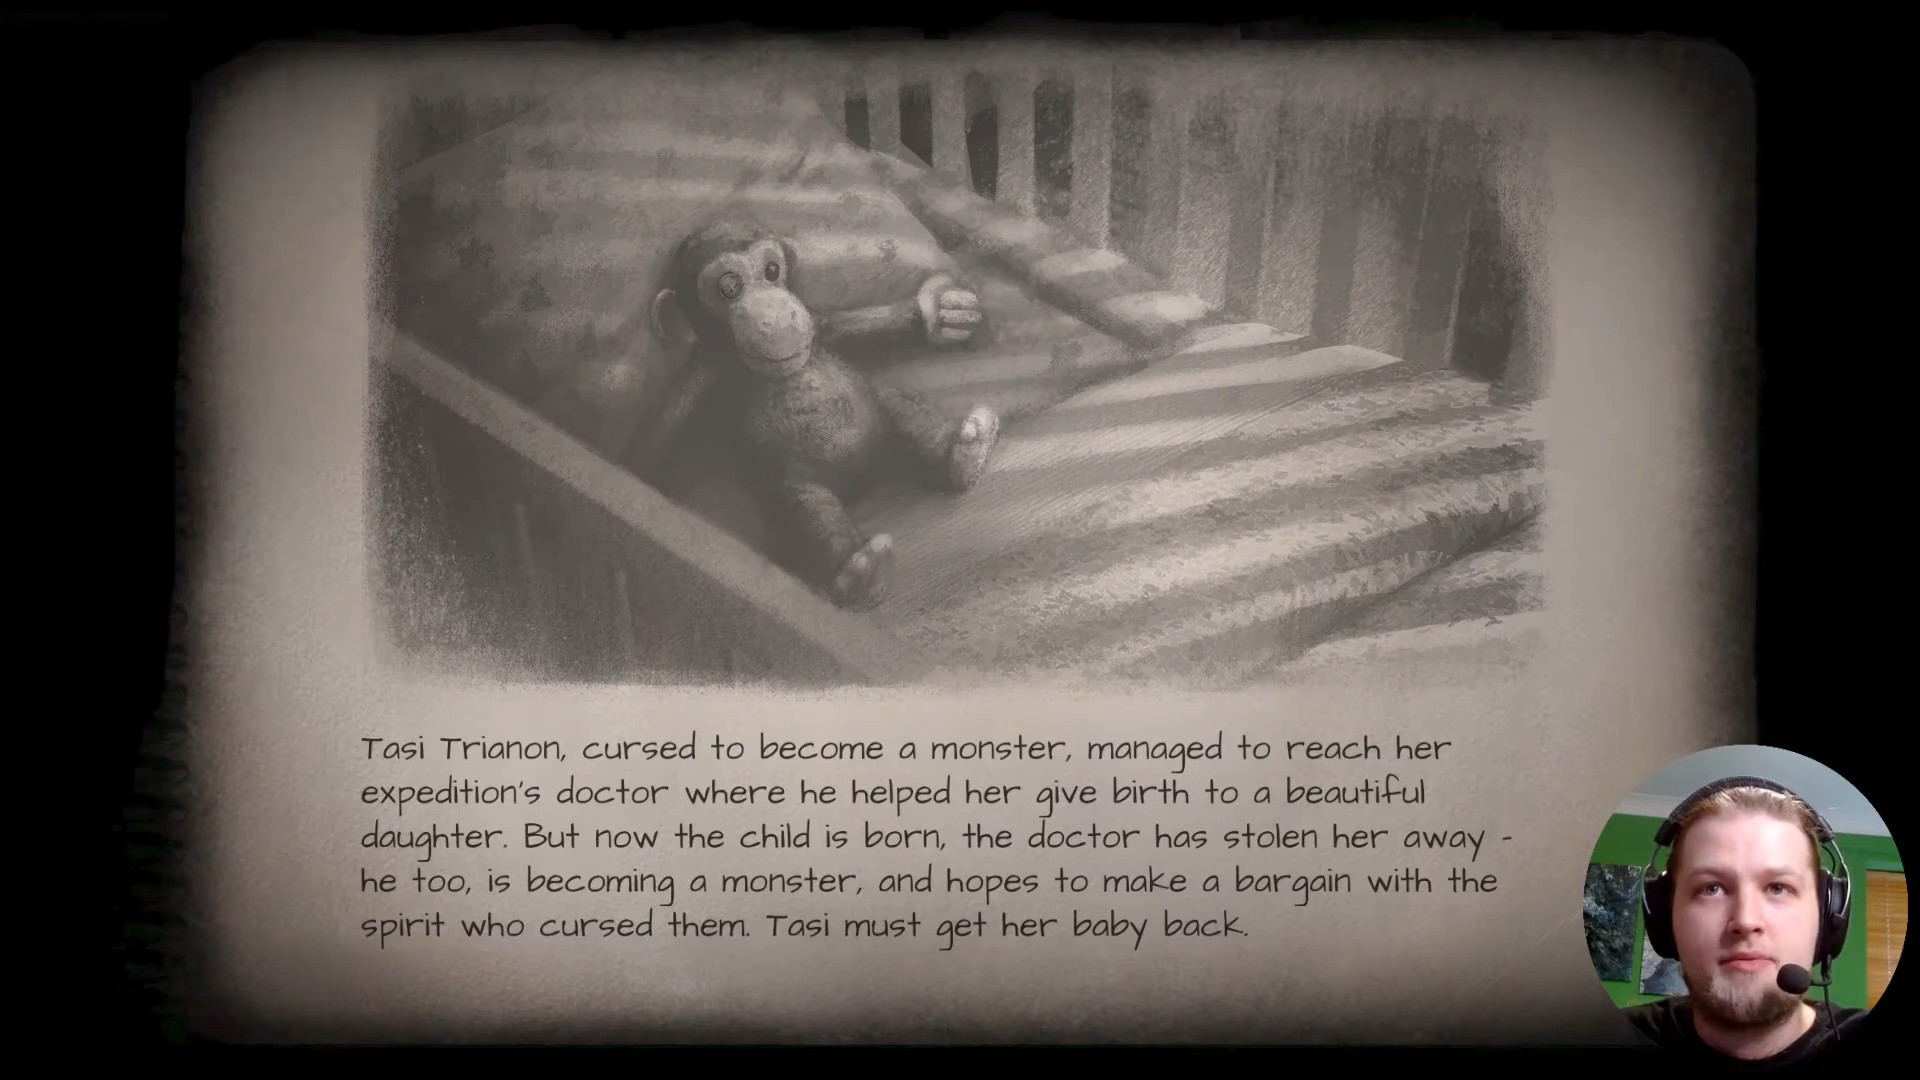 Tasi Trianon, cursed to become a monster, managed to reach her
expedition's doctor where he helped her give birth to a beautiful
daughter. But now the child is born, the doctor has stolen her away -
he too, is becoming a monster, and hopes to make a bargain with the
spirit who cursed them. Tasi must get her baby back.